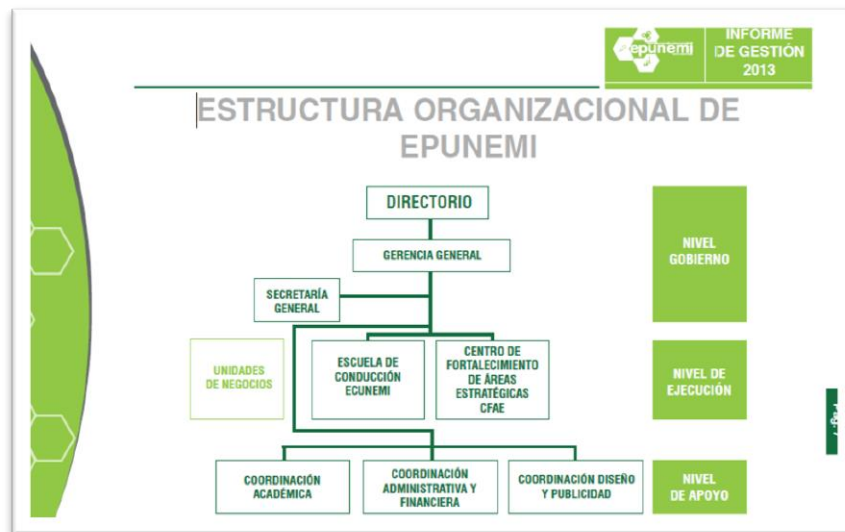 epunemi
INFORME
DE GESTIÓN
2013
ESTRUCTURA ORGANIZACIONAL DE
EPUNEMI
DIRECTORIO
GERENCIA GENERAL
NIVEL
GOBIERNO
SECRETARÍA
GENERAL
UNIDADES
DE NEGOCIOS
ESCUELA DE
CONDUCCIÓN
ECUNEMI
CENTRO DE
FORTALECIMIENTO
DE ÁREAS
ESTRATÉGICAS
CFAE
NIVEL DE
EJECUCIÓN
COORDINACIÓN
ACADÉMICA
COORDINACIÓN
ADMINISTRATIVA Y
FINANCIERA
COORDINACIÓN DISEÑO
Y PUBLICIDAD
NIVEL
DE APOYO